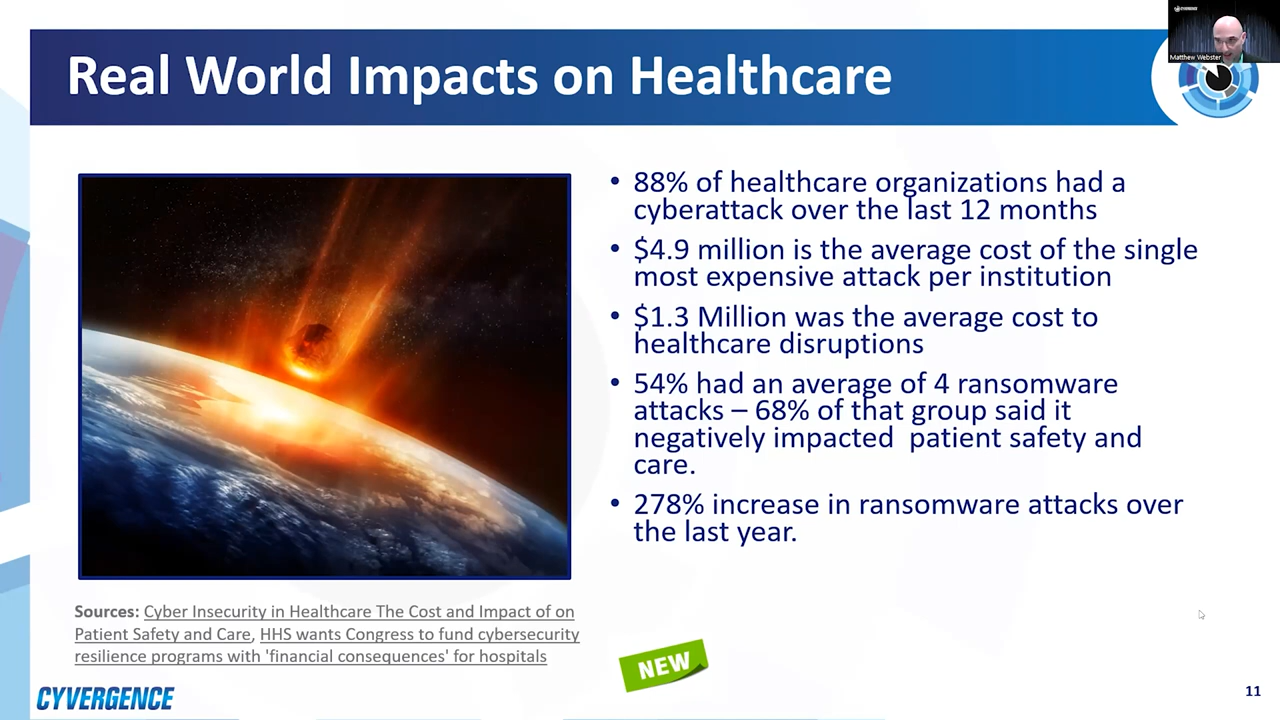 CYVERGENCE
Matthew Webster
Real World Impacts on Healthcare
• 88% of healthcare organizations had a
cyberattack over the last 12 months
• $4.9 million is the average cost of the single
most expensive attack per institution
• $1.3 Million was the average cost to
healthcare disruptions
• 54% had an average of 4 ransomware
attacks – 68% of that group said it
negatively impacted  patient safety and
care.
• 278% increase in ransomware attacks over
the last year.
Sources: Cyber Insecurity in Healthcare The Cost and Impact of on
Patient Safety and Care, HHS wants Congress to fund cybersecurity
resilience programs with 'financial consequences' for hospitals
NEW
CYVERGENCE
11